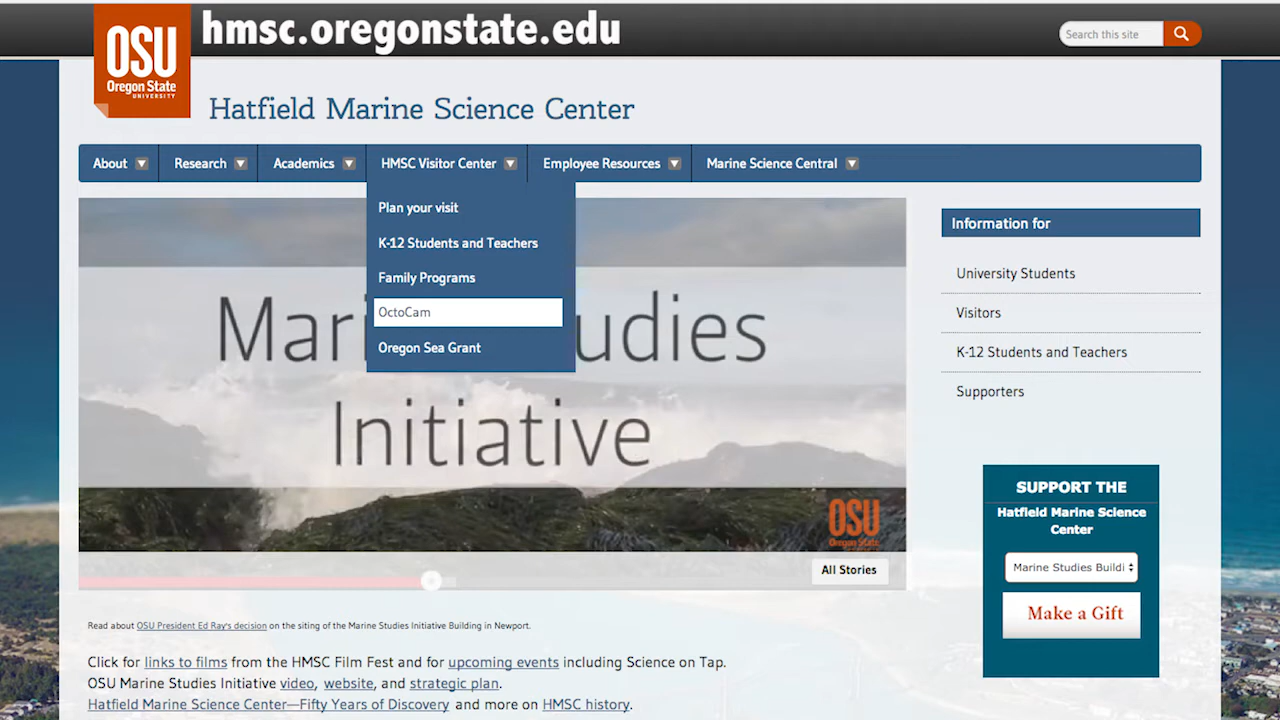 hmsc.oregonstate.edu
Search this site
OSU
Oregon State
UNIVERSITY
Hatfield Marine Science Center
About
Research
Academics
HMSC Visitor Center
Employee Resources
Marine Science Central
Plan your visit
K-12 Students and Teachers
Family Programs
OctoCam
Oregon Sea Grant
Mari udies
Initiative
OSU
Oregon State
All Stories
Information for
University Students
Visitors
K-12 Students and Teachers
Supporters
SUPPORT THE
Hatfield Marine Science
Center
Marine Studies Buildi
Make a Gift
Read about OSU President Ed Ray's decision on the siting of the Marine Studies Initiative Building in Newport.
Click for links to films from the HMSC Film Fest and for upcoming events including Science on Tap.
OSU Marine Studies Initiative video, website, and strategic plan.
Hatfield Marine Science Center—Fifty Years of Discovery and more on HMSC history.